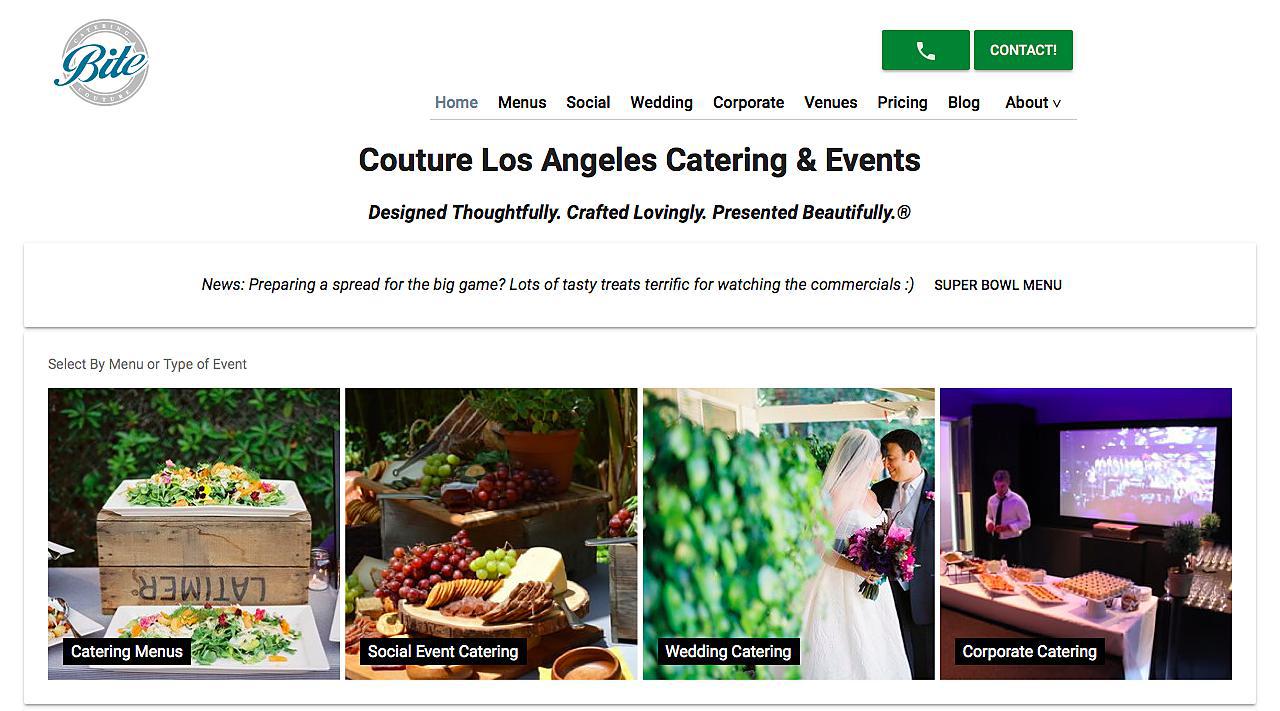 CATERING
Bite
COUTURE
CONTACT!
Home Menus Social Wedding Corporate Venues Pricing Blog About v
Couture Los Angeles Catering & Events
Designed Thoughtfully. Crafted Lovingly. Presented Beautifully.®
News: Preparing a spread for the big game? Lots of tasty treats terrific for watching the commercials :) SUPER BOWL MENU
Select By Menu or Type of Event
LATIMER
Catering Menus
Social Event Catering
Wedding Catering
Corporate Catering